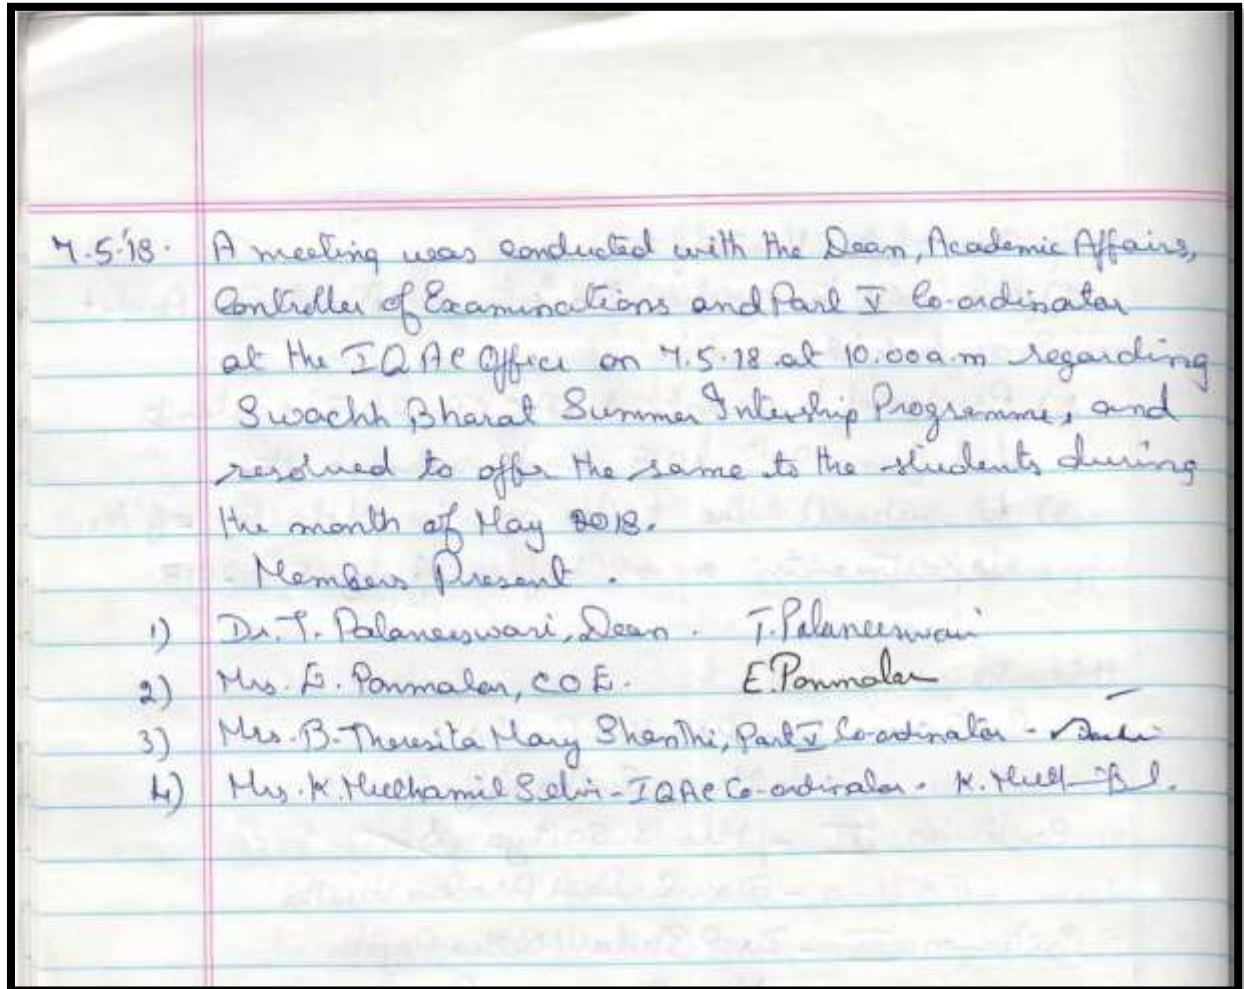 7.5.'18. A meeting was conducted with the Dean, Academic Affairs,
Controller of Examinations and Part V Co-ordinator
at the IQAC Office on 7.5.18 at 10.00 a.m regarding
Swachh Bharat Summer Intership Programme, and
resolved to offer the same to the students during
the month of May 2018.
Members Present.
1) Dr. T. Palaneeswari, Dean. T. Palaneeswari
2) Mrs. E. Ponmalar, COE. E. Ponmalar
3) Mrs. B. Theresita Mary Shanthi, Part V Co-ordinator -
4) Mrs. K. Muthamil Selvi - IQAC Co-ordinator. K. Muth